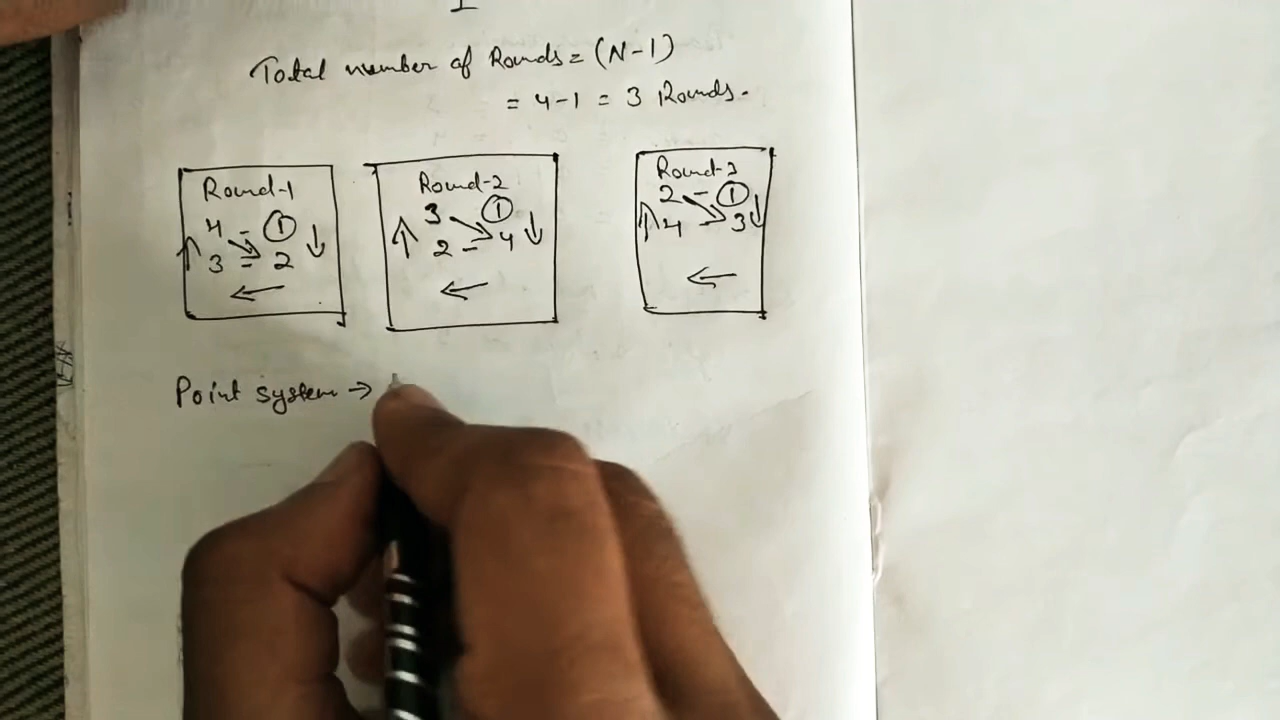 Total number of Rounds = (N-1)
= 4-1 = 3 Rounds.
Round-1
4 - 1
3 - 2
Round-2
3 1
2 - 4
Round-3
2 - 1
4 - 3
Point system →